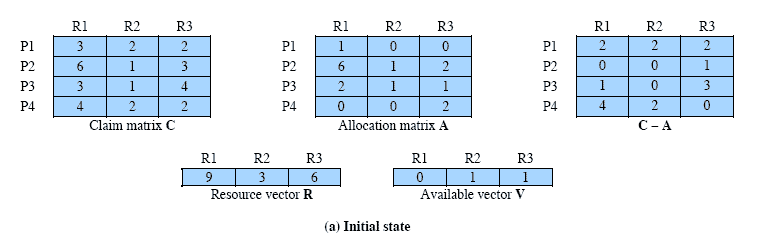 R1 R2 R3 R1 R2 R3 R1 R2 R3
P1 3 2 2 P1 1 0 0 P1 2 2 2
P2 6 1 3 P2 6 1 2 P2 0 0 1
P3 3 1 4 P3 2 1 1 P3 1 0 3
P4 4 2 2 P4 0 0 2 P4 4 2 0
Claim matrix C Allocation matrix A C – A
R1 R2 R3 R1 R2 R3
9 3 6 0 1 1
Resource vector R Available vector V
(a) Initial state